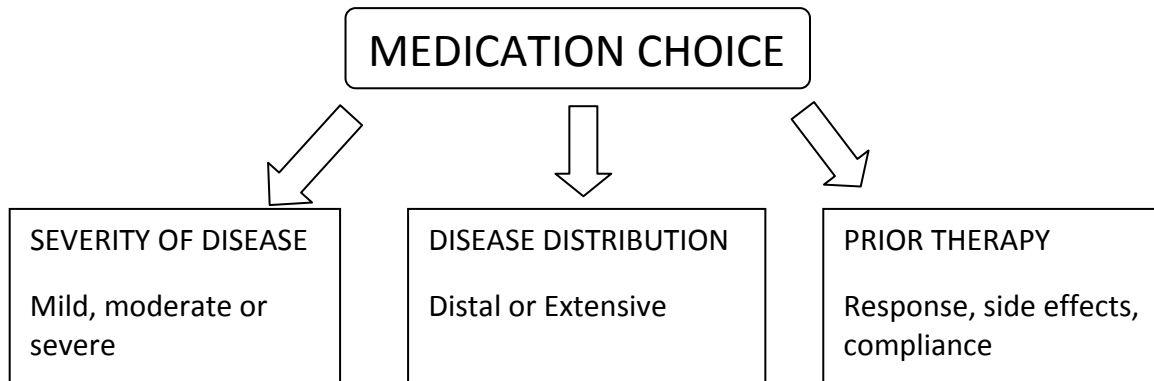 MEDICATION CHOICE
SEVERITY OF DISEASE
Mild, moderate or
severe
DISEASE DISTRIBUTION
Distal or Extensive
PRIOR THERAPY
Response, side effects,
compliance